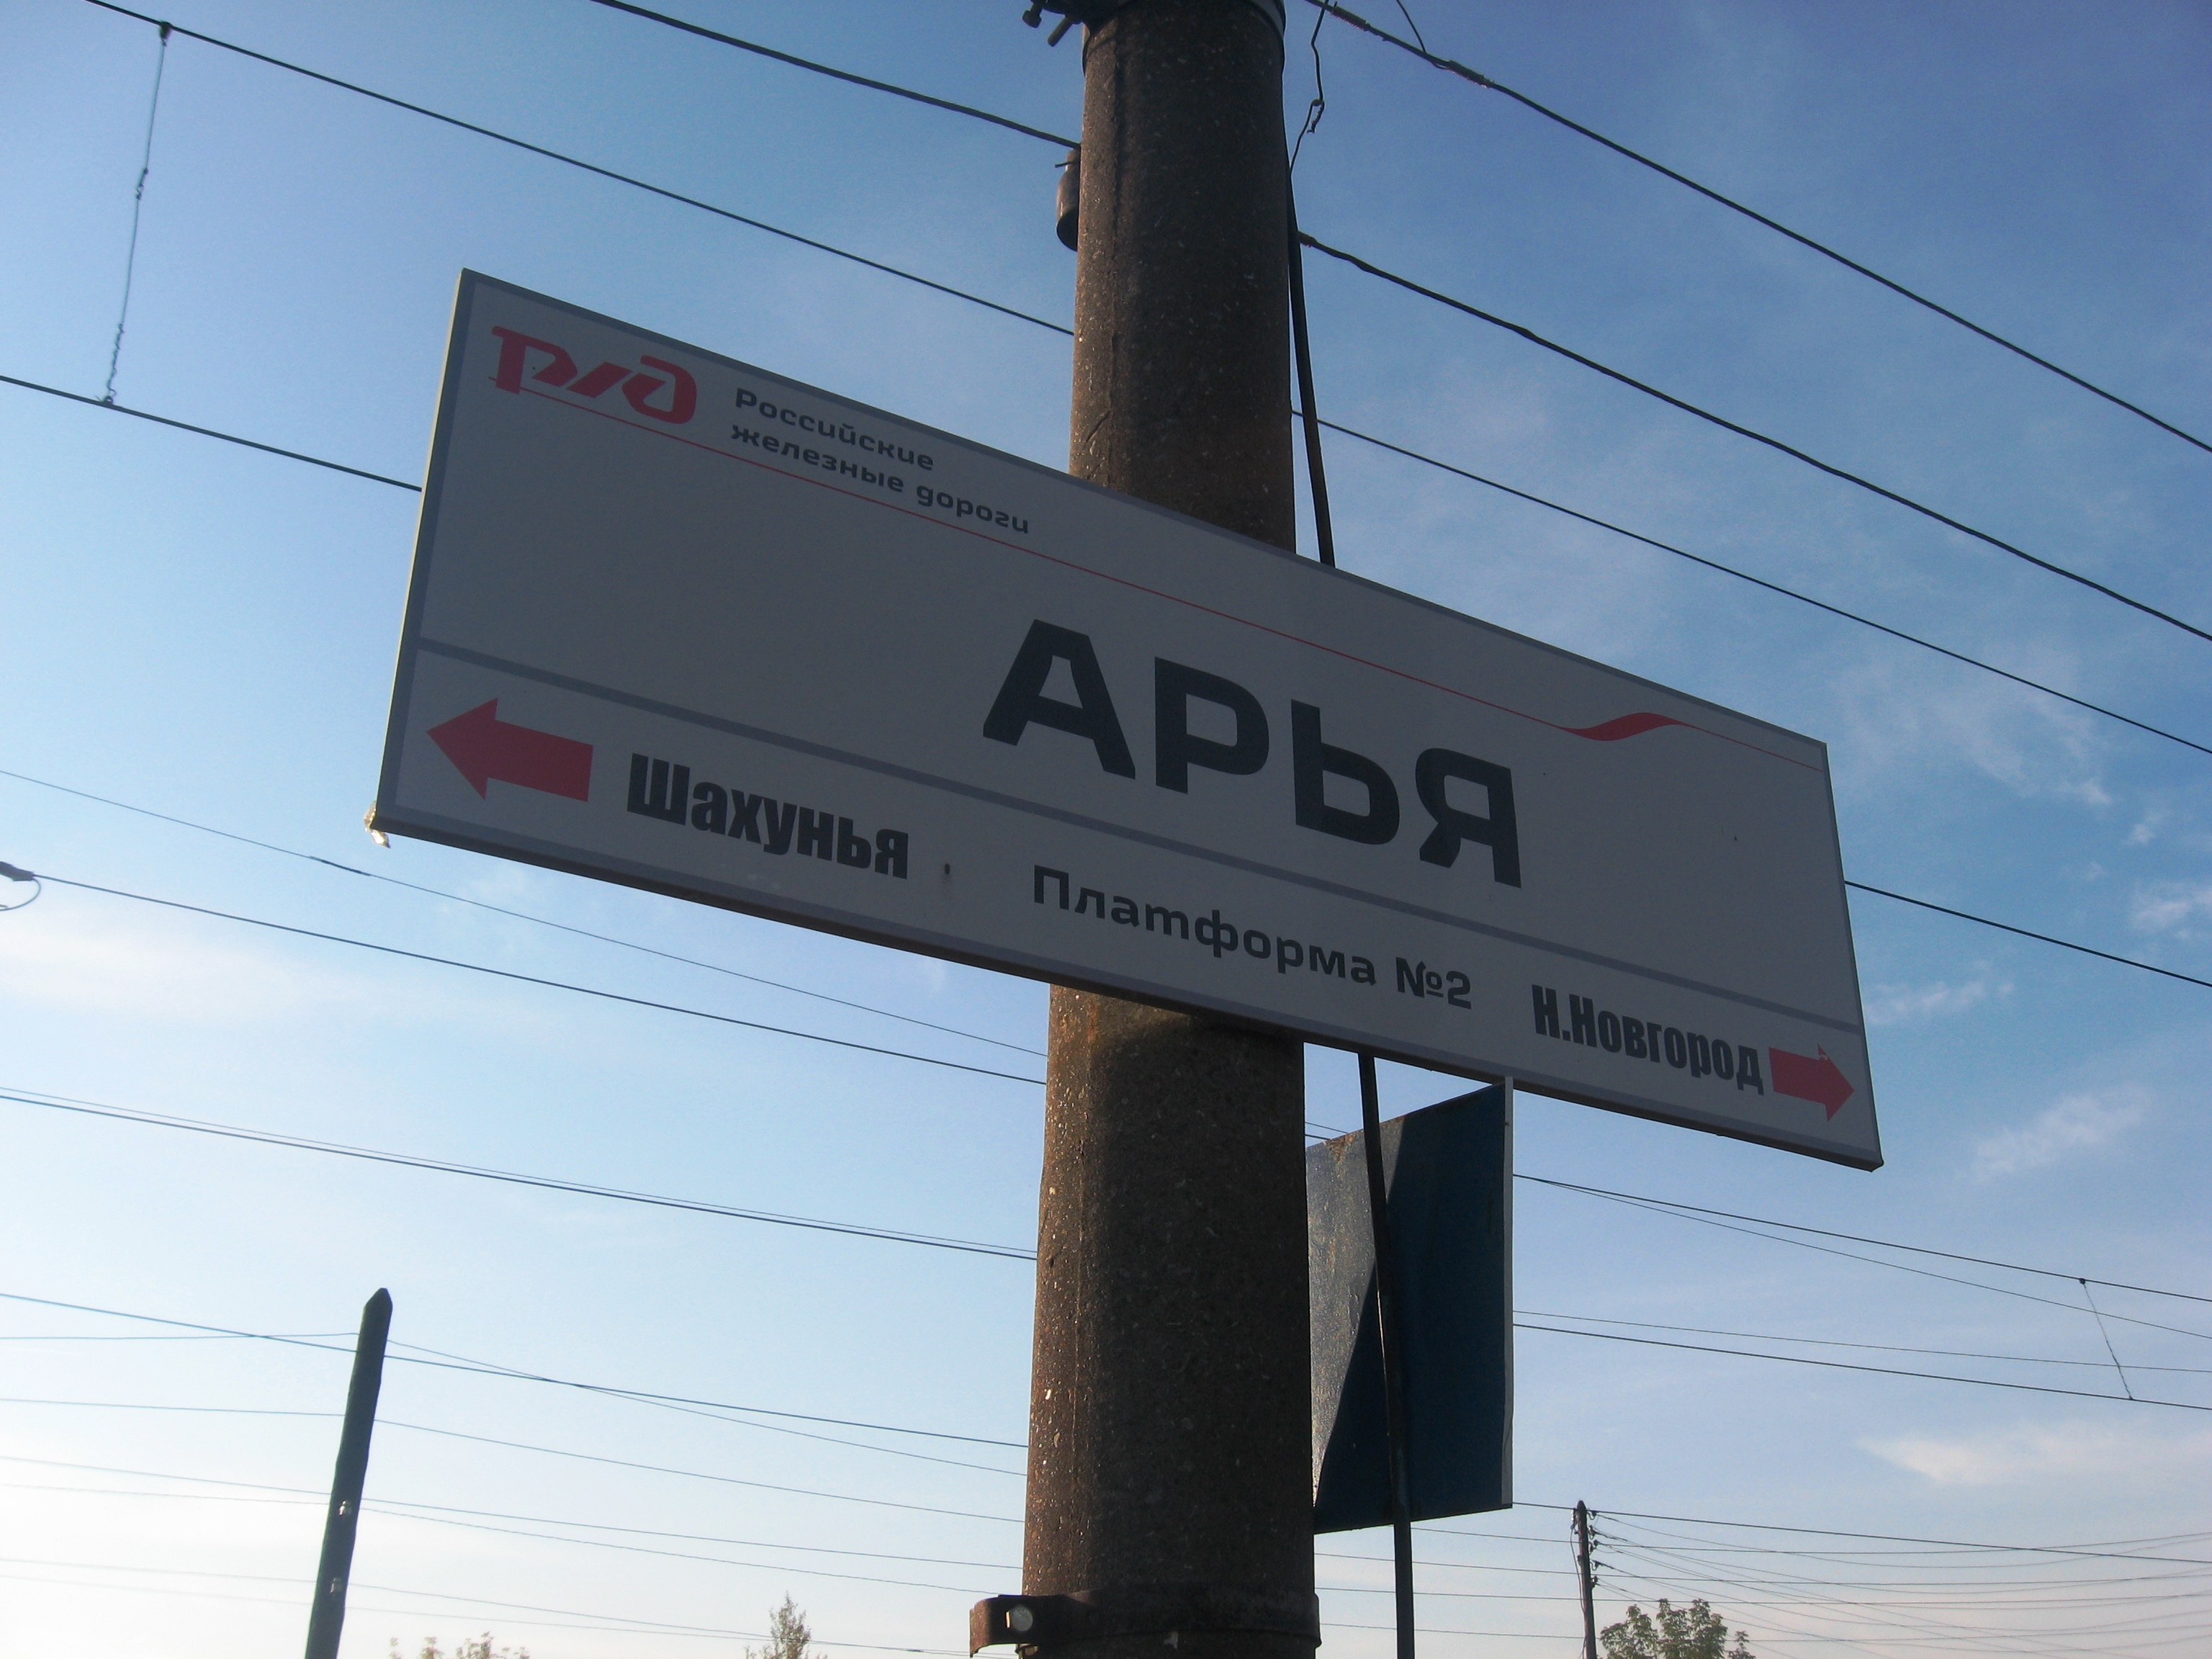 РЖД Российские
железные дороги
АРЬЯ
Шахунья Платформа №2 Н.Новгород